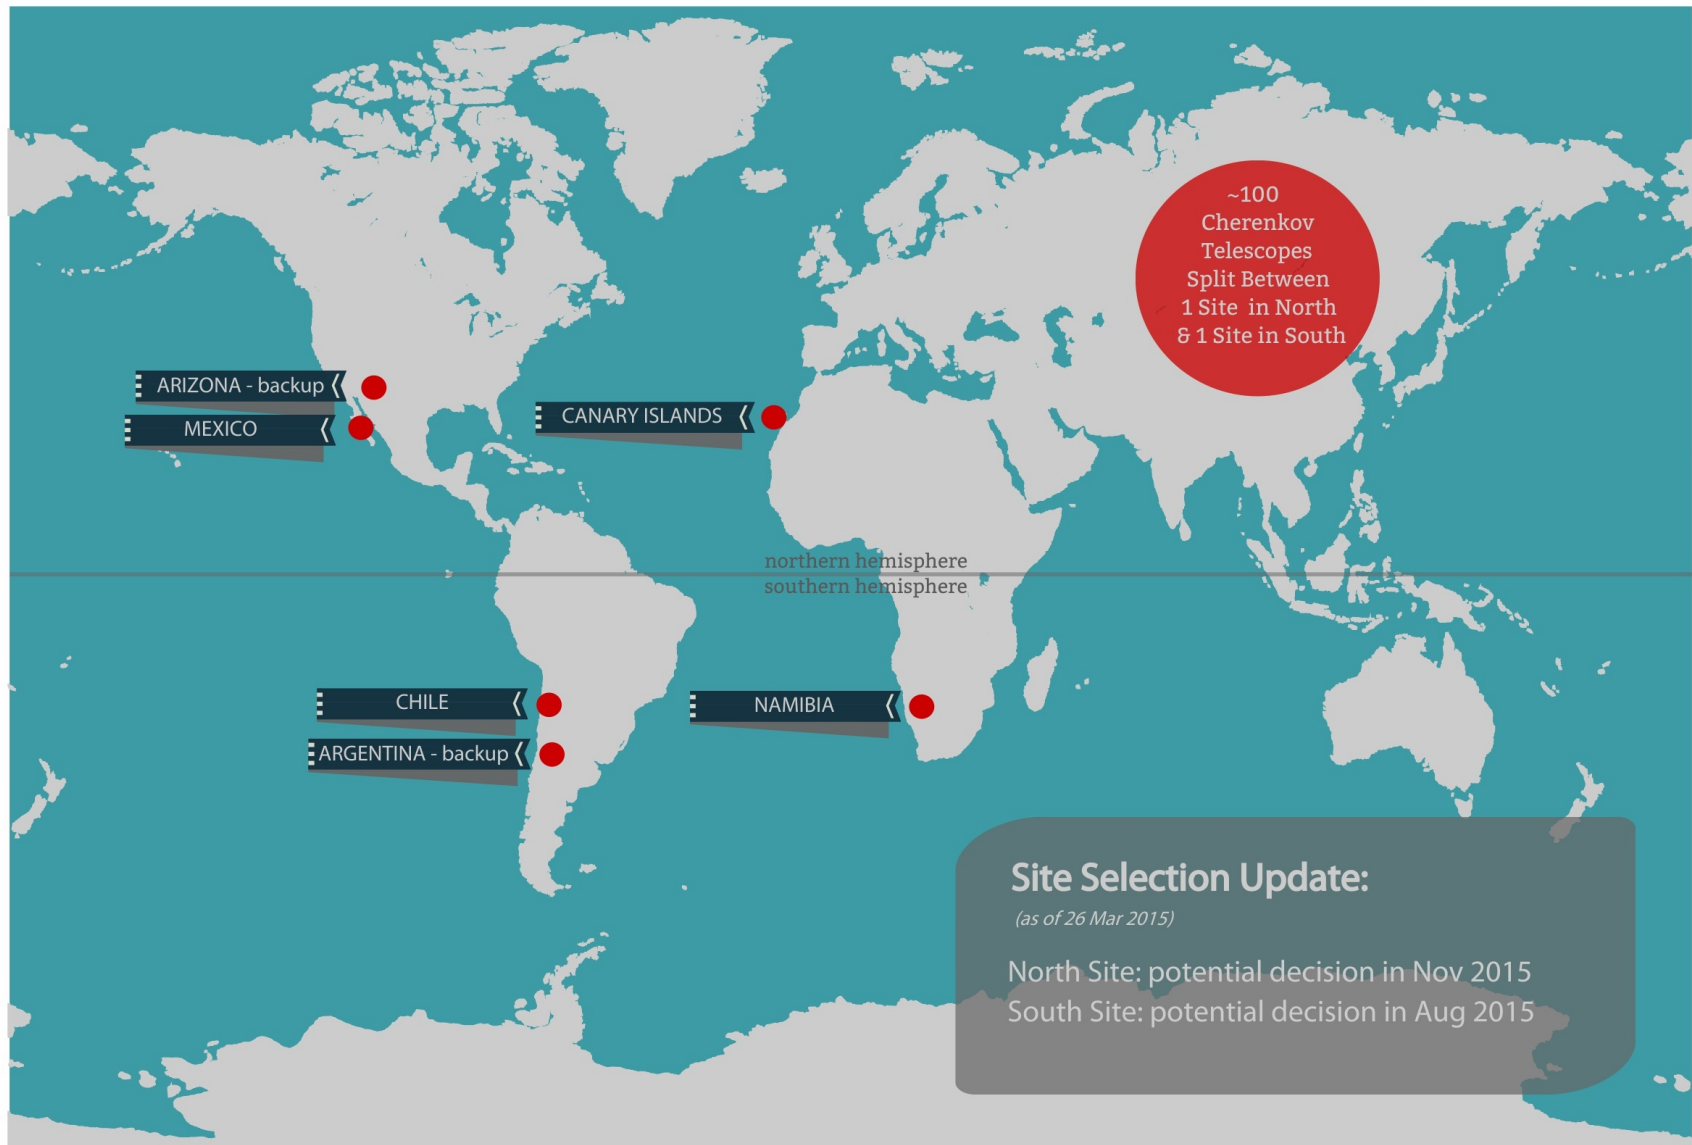 ~100
Cherenkov
Telescopes
Split Between
1 Site in North
& 1 Site in South
ARIZONA - backup
MEXICO
CANARY ISLANDS
northern hemisphere
southern hemisphere
CHILE
NAMIBIA
ARGENTINA - backup
Site Selection Update:
(as of 26 Mar 2015)
North Site: potential decision in Nov 2015
South Site: potential decision in Aug 2015